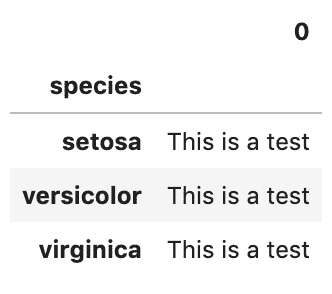 0
species
setosa This is a test
versicolor This is a test
virginica This is a test